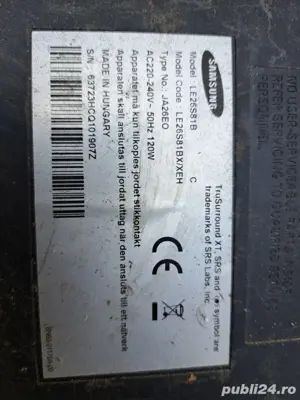 SAMSUNG
MODEL : LE26S81B
C
Model Code : LE26S81BX/XEH
Type No. : JA26EO
AC220-240V~ 50Hz 120W
Apparatet må kun tilkoples jordet stikkontakt
Apparaten skall anslutas till jordat uttag när den ansluts till ett nätverk
MADE IN HUNGARY
S/N : 63723HCQ101907Z
TruSurround XT, SRS and symbol are
trademarks of SRS Labs, Inc.
CE
publi24.ro